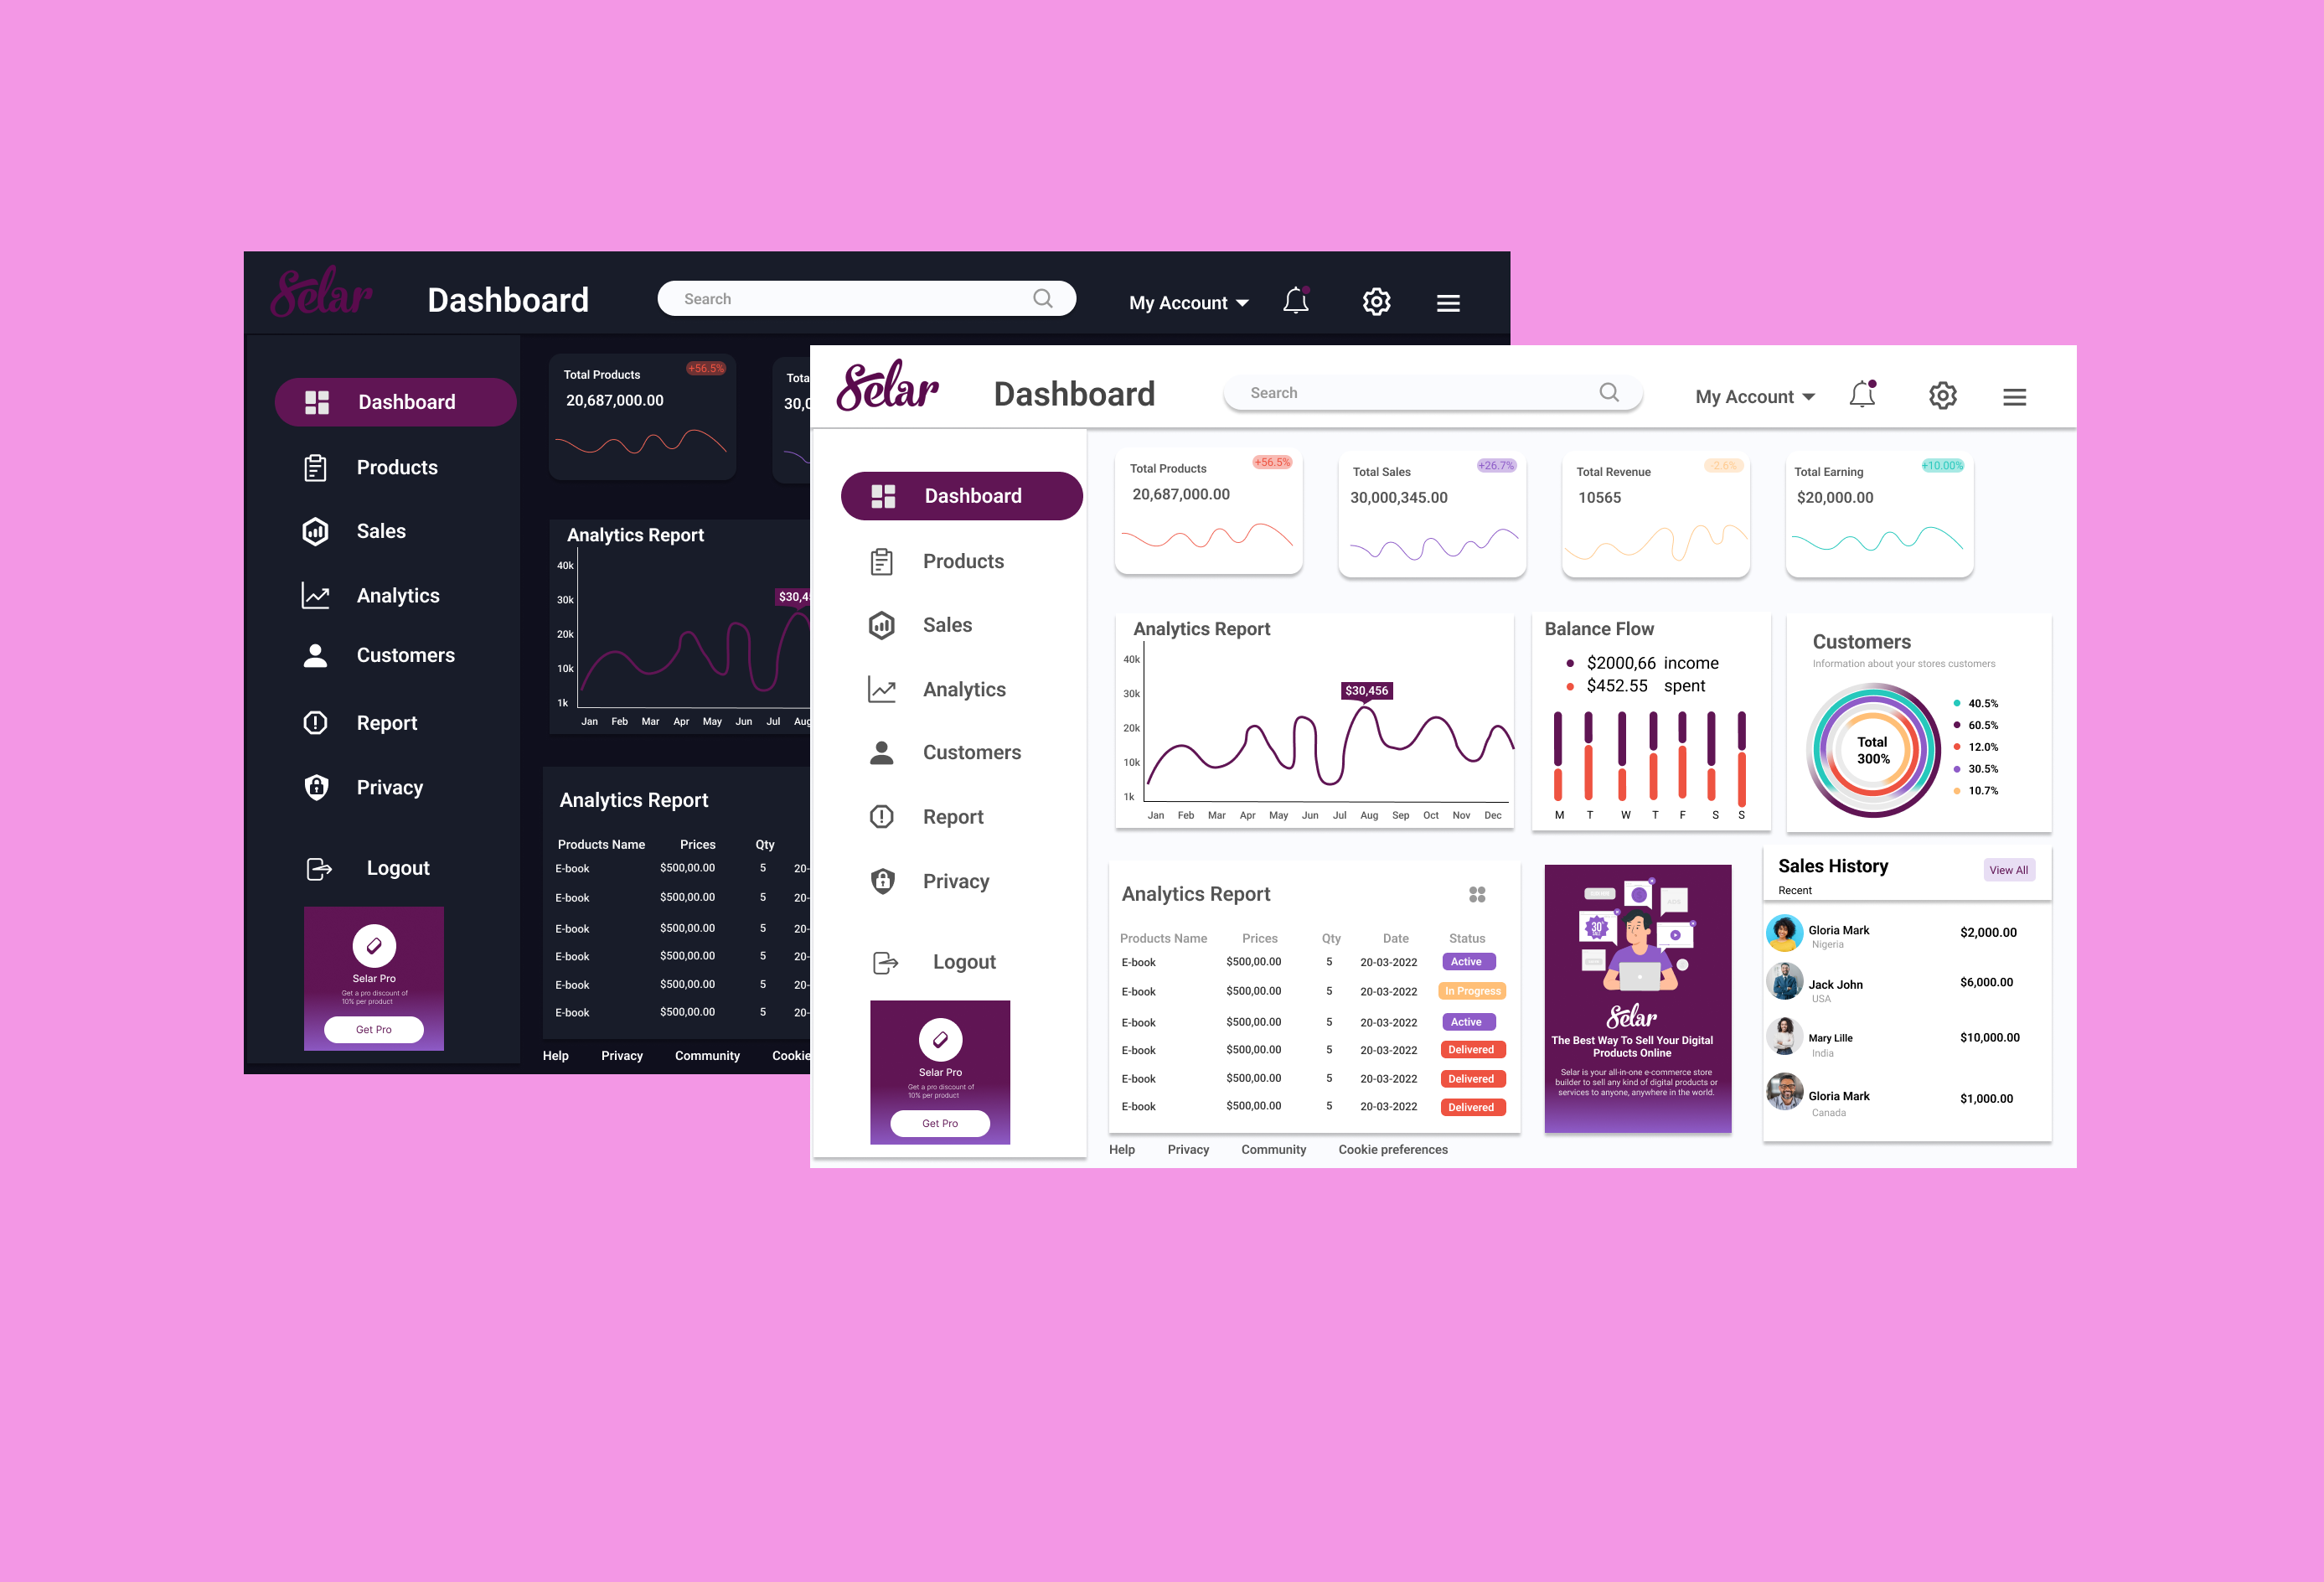 Selar
Dashboard
Search
My Account
Dashboard
Products
Sales
Analytics
Customers
Report
Privacy
Logout
Selar Pro
Get a pro discount of
10% per product
Get Pro
Total Products
+56.5%
20,687,000.00
Tota
30,0
Analytics Report
40k
30k
20k
10k
1k
$30,4
Jan Feb Mar Apr May Jun Jul Aug
Analytics Report
Products Name Prices Qty
E-book $500,00.00 5 20-
E-book $500,00.00 5 20-
E-book $500,00.00 5 20-
E-book $500,00.00 5 20-
E-book $500,00.00 5 20-
E-book $500,00.00 5 20-
Help Privacy Community Cookie
Selar
Dashboard
Search
My Account
Dashboard
Products
Sales
Analytics
Customers
Report
Privacy
Logout
Selar Pro
Get a pro discount of
10% per product
Get Pro
Total Products
+56.5%
20,687,000.00
Total Sales
+26.7%
30,000,345.00
Total Revenue
-2.6%
10565
Total Earning
+10.00%
$20,000.00
Analytics Report
40k
30k
20k
10k
1k
$30,456
Jan Feb Mar Apr May Jun Jul Aug Sep Oct Nov Dec
Balance Flow
$2000,66 income
$452.55 spent
M T W T F S S
Customers
Information about your stores customers
Total
300%
40.5%
60.5%
12.0%
30.5%
10.7%
Analytics Report
Products Name Prices Qty Date Status
E-book $500,00.00 5 20-03-2022 Active
E-book $500,00.00 5 20-03-2022 In Progress
E-book $500,00.00 5 20-03-2022 Active
E-book $500,00.00 5 20-03-2022 Delivered
E-book $500,00.00 5 20-03-2022 Delivered
E-book $500,00.00 5 20-03-2022 Delivered
30
Selar
The Best Way To Sell Your Digital
Products Online
Selar is your all-in-one e-commerce store
builder to sell any kind of digital products or
services to anyone, anywhere in the world.
Sales History
View All
Recent
Gloria Mark
Nigeria
$2,000.00
Jack John
USA
$6,000.00
Mary Lille
India
$10,000.00
Gloria Mark
Canada
$1,000.00
Help Privacy Community Cookie preferences